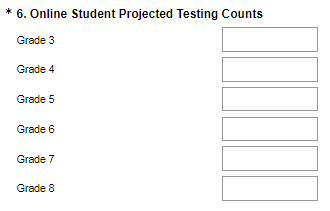 * 6. Online Student Projected Testing Counts
Grade 3
Grade 4
Grade 5
Grade 6
Grade 7
Grade 8